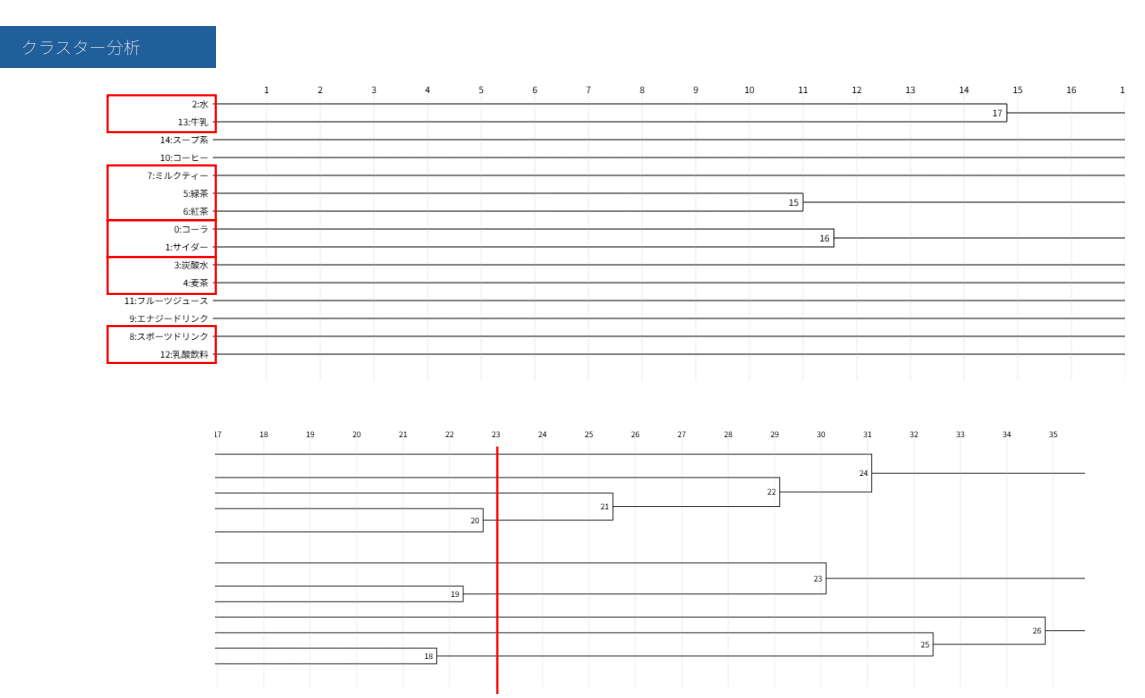 クラスター分析
1 2 3 4 5 6 7 8 9 10 11 12 13 14 15 16 1
2:水
17
13:牛乳
14:スープ系
10:コーヒー
7:ミルクティー
5:緑茶
15
6:紅茶
0:コーラ
16
1:サイダー
3:炭酸水
4:麦茶
11:フルーツジュース
9:エナジードリンク
8:スポーツドリンク
12:乳酸飲料
17 18 19 20 21 22 23 24 25 26 27 28 29 30 31 32 33 34 35
24
22
21
20
23
19
26
25
18